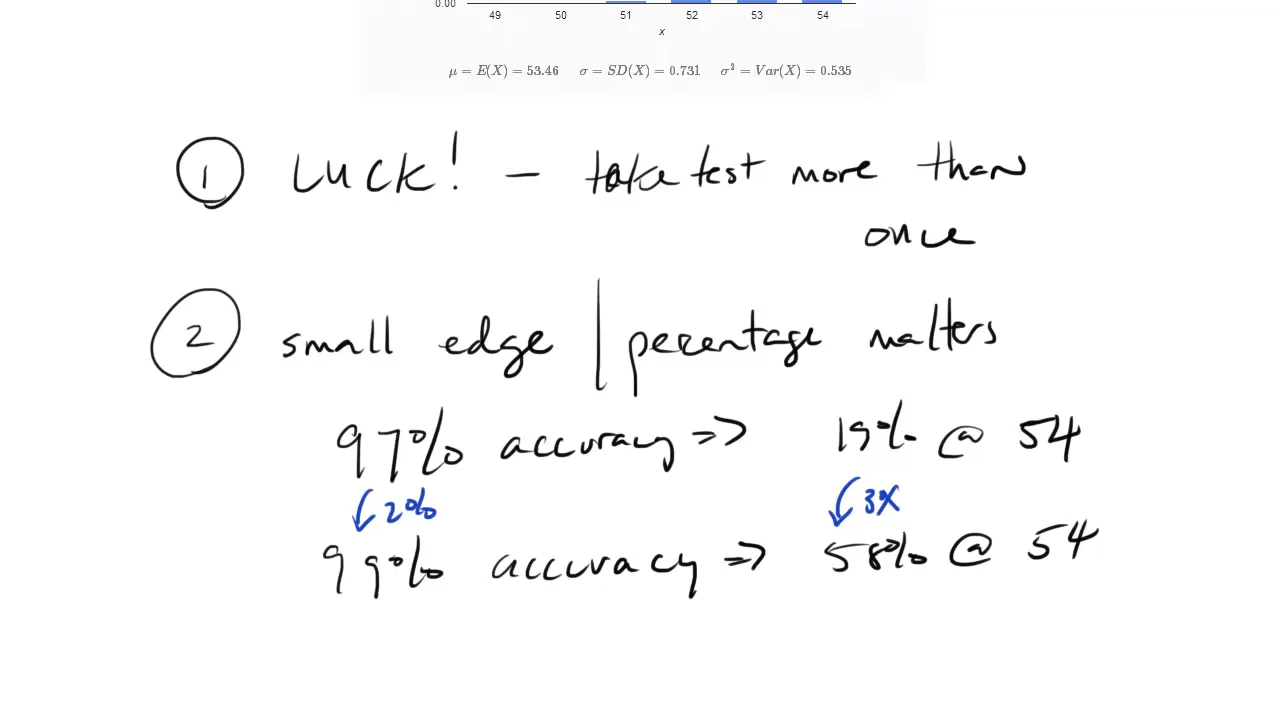 0.00
49 50 51 52 53 54
x
μ = E(X) = 53.46 σ = SD(X) = 0.731 σ² = Var(X) = 0.535
1 LUCK! - take test more than
once
2 small edge | percentage matters
97% accuracy => 19% @ 54
2% 3x
99% accuracy => 58% @ 54